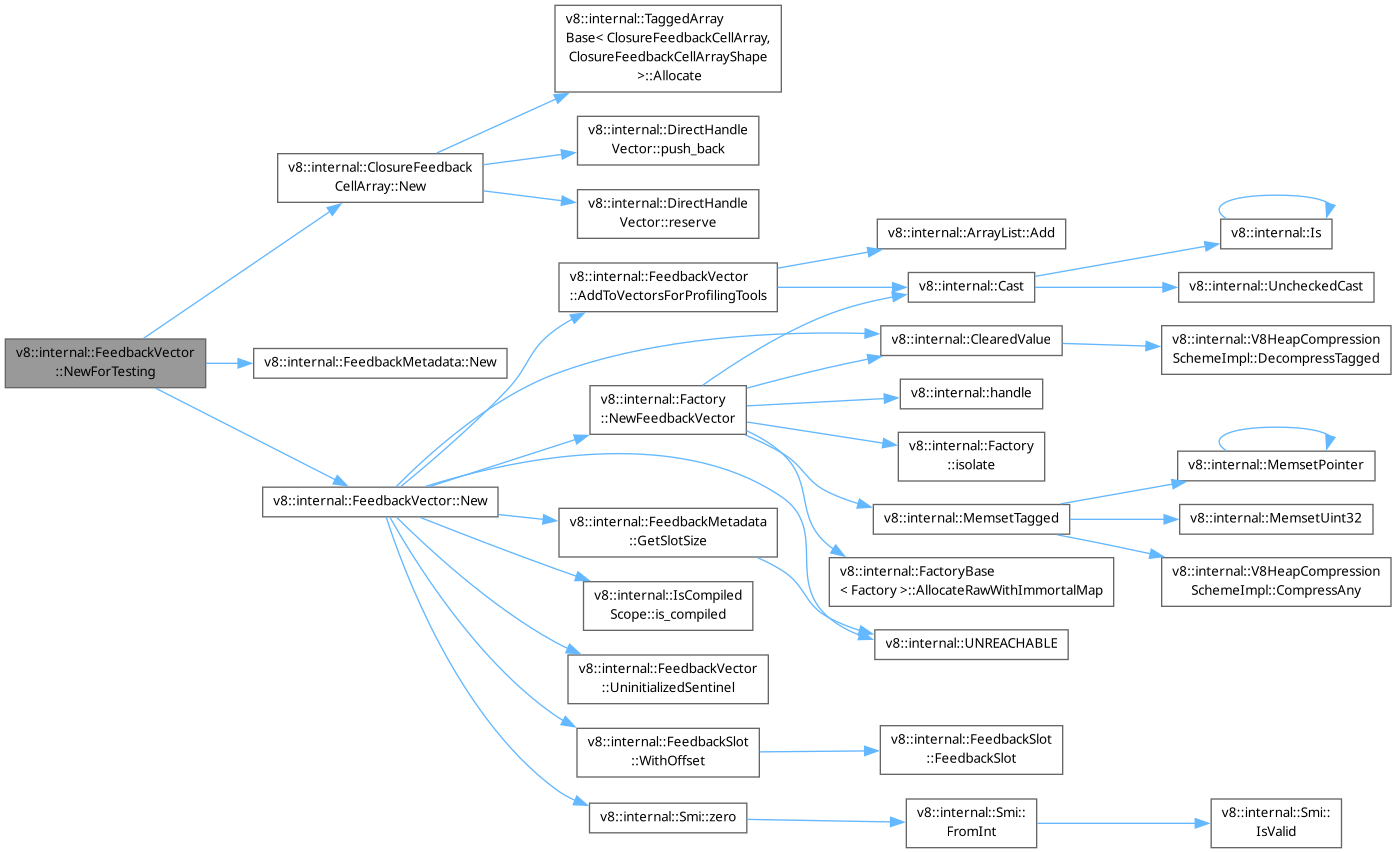 v8::internal::FeedbackVector
::NewForTesting
v8::internal::ClosureFeedback
CellArray::New
v8::internal::FeedbackMetadata::New
v8::internal::FeedbackVector::New
v8::internal::TaggedArray
Base< ClosureFeedbackCellArray,
ClosureFeedbackCellArrayShape
>::Allocate
v8::internal::DirectHandle
Vector::push_back
v8::internal::DirectHandle
Vector::reserve
v8::internal::FeedbackVector
::AddToVectorsForProfilingTools
v8::internal::Factory
::NewFeedbackVector
v8::internal::FeedbackMetadata
::GetSlotSize
v8::internal::IsCompiled
Scope::is_compiled
v8::internal::FeedbackVector
::UninitializedSentinel
v8::internal::FeedbackSlot
::WithOffset
v8::internal::Smi::zero
v8::internal::ArrayList::Add
v8::internal::Cast
v8::internal::ClearedValue
v8::internal::handle
v8::internal::Factory
::isolate
v8::internal::MemsetTagged
v8::internal::FactoryBase
< Factory >::AllocateRawWithImmortalMap
v8::internal::UNREACHABLE
v8::internal::FeedbackSlot
::FeedbackSlot
v8::internal::Smi::
FromInt
v8::internal::Is
v8::internal::UncheckedCast
v8::internal::V8HeapCompression
SchemeImpl::DecompressTagged
v8::internal::MemsetPointer
v8::internal::MemsetUint32
v8::internal::V8HeapCompression
SchemeImpl::CompressAny
v8::internal::Smi::
IsValid